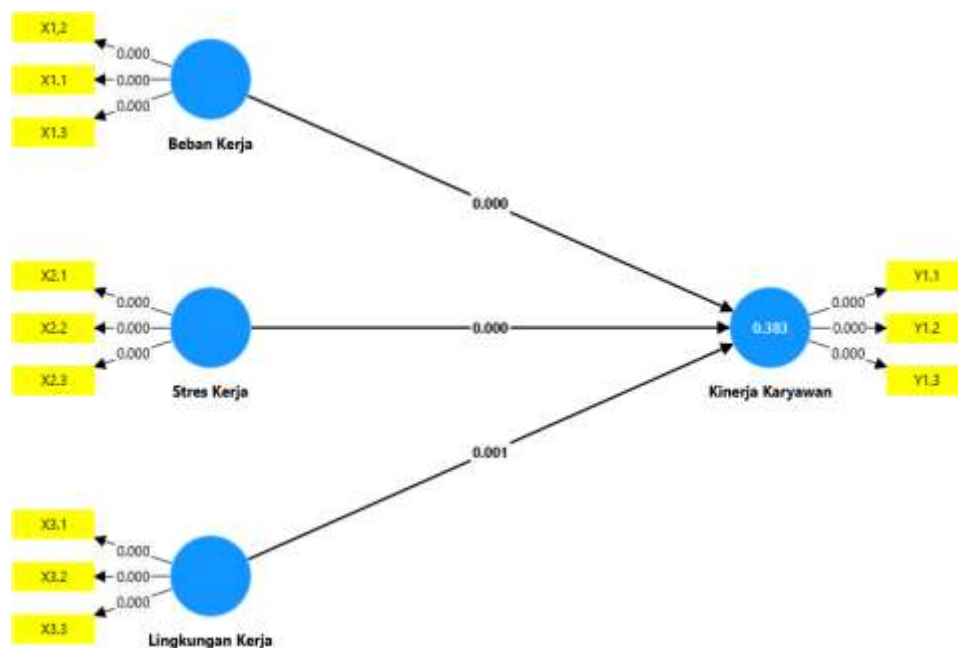 X1,2
0.000
X1.1
0.000
0.000
X1.3
Beban Kerja
0.000
X2.1
0.000
X2.2
0.000
0.000
X2.3
Stres Kerja
0.000
0.383
Kinerja Karyawan
Y1.1
0.000
0.000
Y1.2
0.000
Y1.3
0.001
X3.1
0.000
X3.2
0.000
0.000
X3.3
Lingkungan Kerja